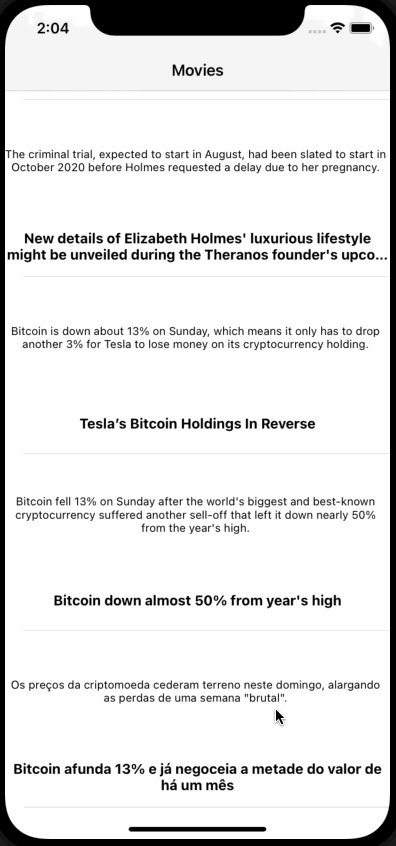 2:04
Movies
The criminal trial, expected to start in August, had been slated to start in
October 2020 before Holmes requested a delay due to her pregnancy.
New details of Elizabeth Holmes' luxurious lifestyle
might be unveiled during the Theranos founder's upco...
Bitcoin is down about 13% on Sunday, which means it only has to drop
another 3% for Tesla to lose money on its cryptocurrency holding.
Tesla’s Bitcoin Holdings In Reverse
Bitcoin fell 13% on Sunday after the world's biggest and best-known
cryptocurrency suffered another sell-off that left it down nearly 50%
from the year's high.
Bitcoin down almost 50% from year's high
Os preços da criptomoeda cederam terreno neste domingo, alargando
as perdas de uma semana "brutal".
Bitcoin afunda 13% e já negoceia a metade do valor de
há um mês